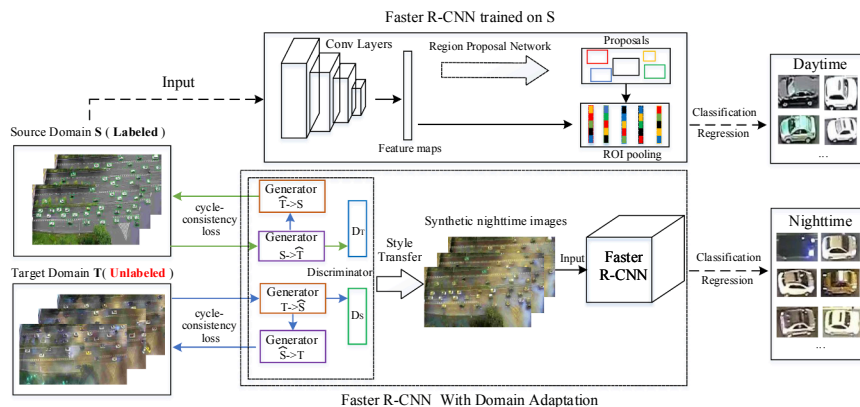 Faster R-CNN trained on S
Conv Layers
Region Proposal Network
Proposals
Feature maps
ROI pooling
Input
Classification
Regression
Daytime
...
Source Domain S ( Labeled )
cycle-
consistency
loss
Target Domain T( Unlabeled )
cycle-
consistency
loss
Generator
T̂->S
Generator
S->T̂
DT
Discriminator
Generator
T->Ŝ
Generator
Ŝ->T
DS
Style
Transfer
Synthetic nighttime images
Input
Faster
R-CNN
Classification
Regression
Nighttime
...
Faster R-CNN With Domain Adaptation